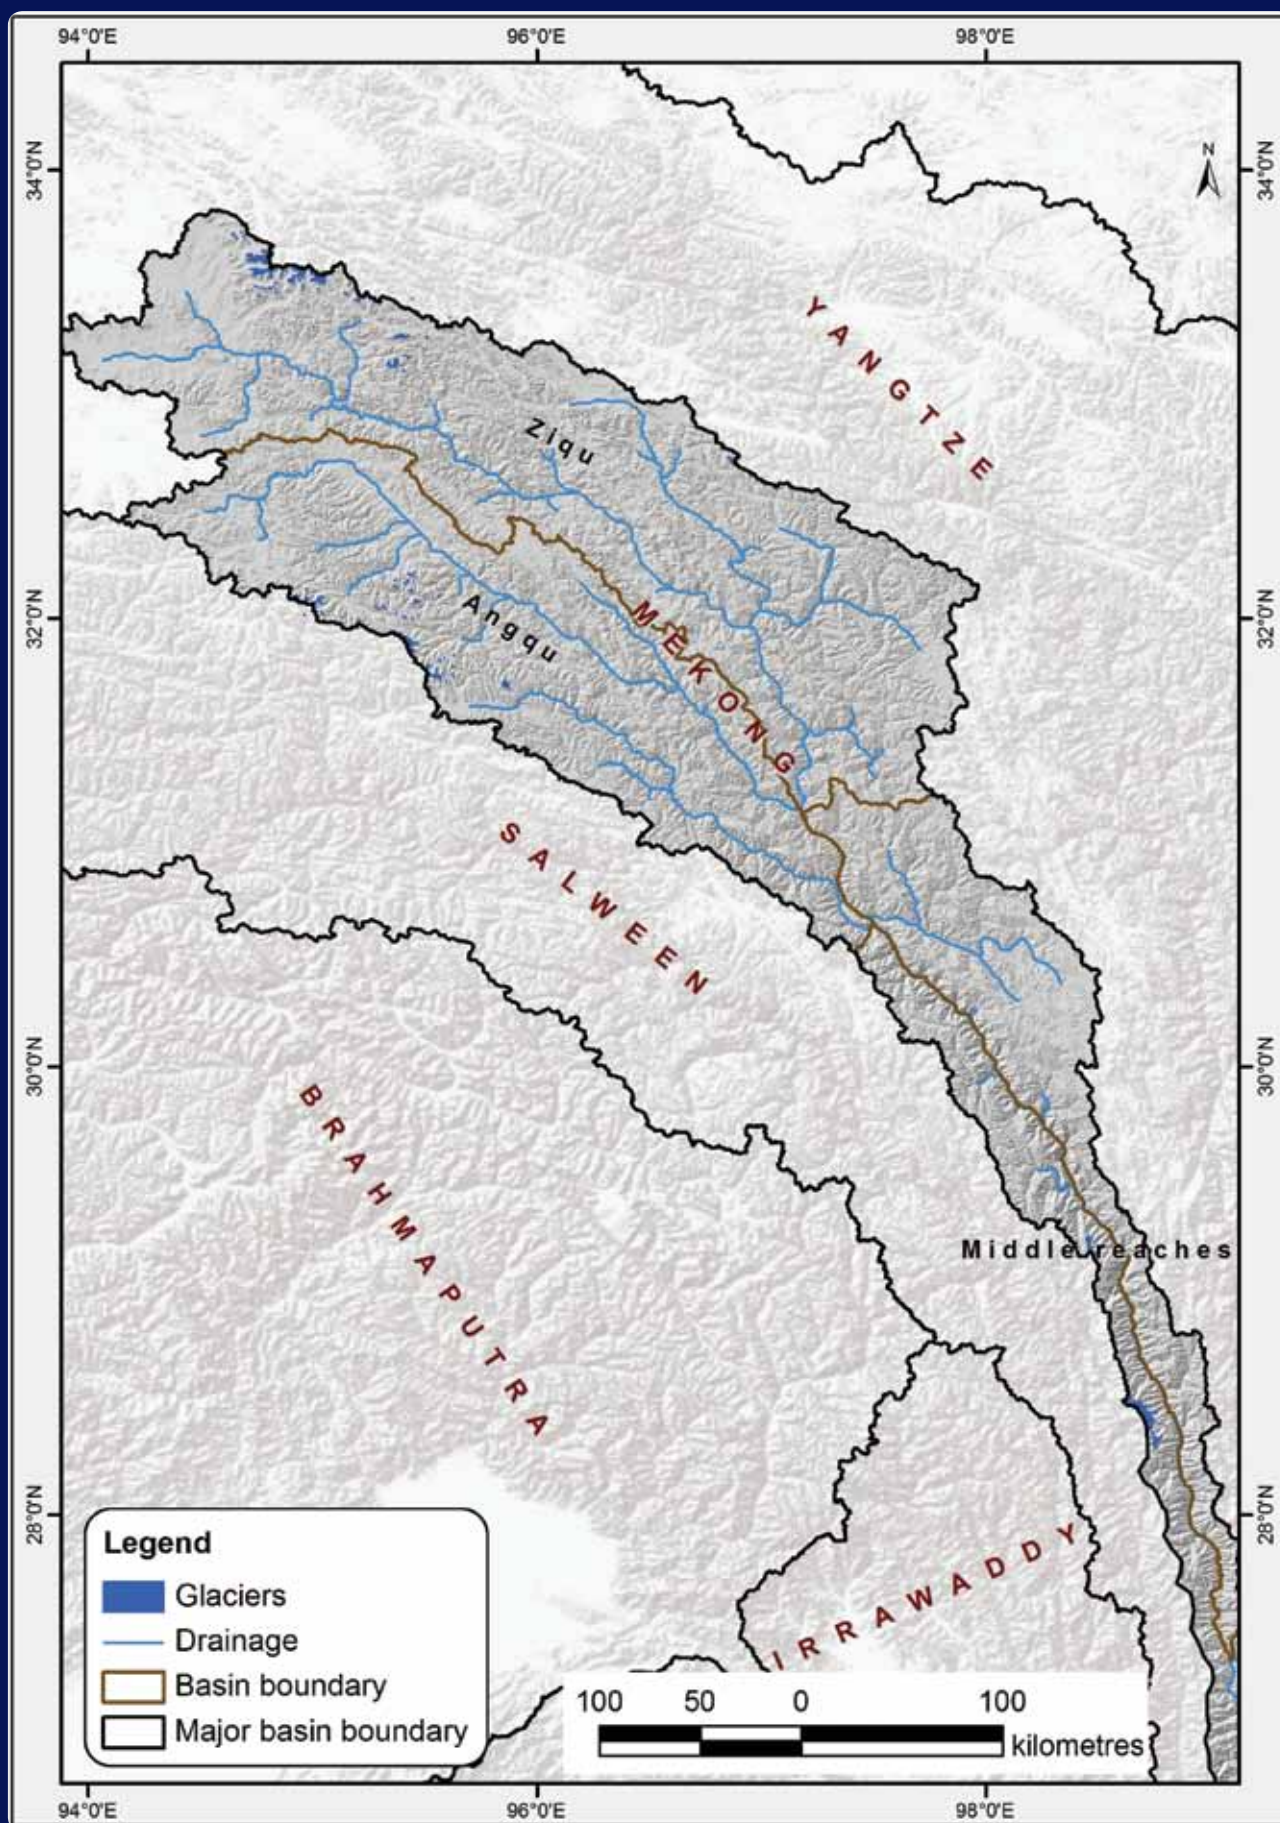 94°0'E 96°0'E 98°0'E
34°0'N 34°0'N
N
YANGTZE
Ziqu
32°0'N 32°0'N
MEKONG
Angqu
SALWEEN
30°0'N 30°0'N
BRAHMAPUTRA
Middle reaches
28°0'N 28°0'N
IRRAWADDY
Legend
Glaciers
Drainage
Basin boundary
Major basin boundary
100 50 0 100
kilometres
94°0'E 96°0'E 98°0'E